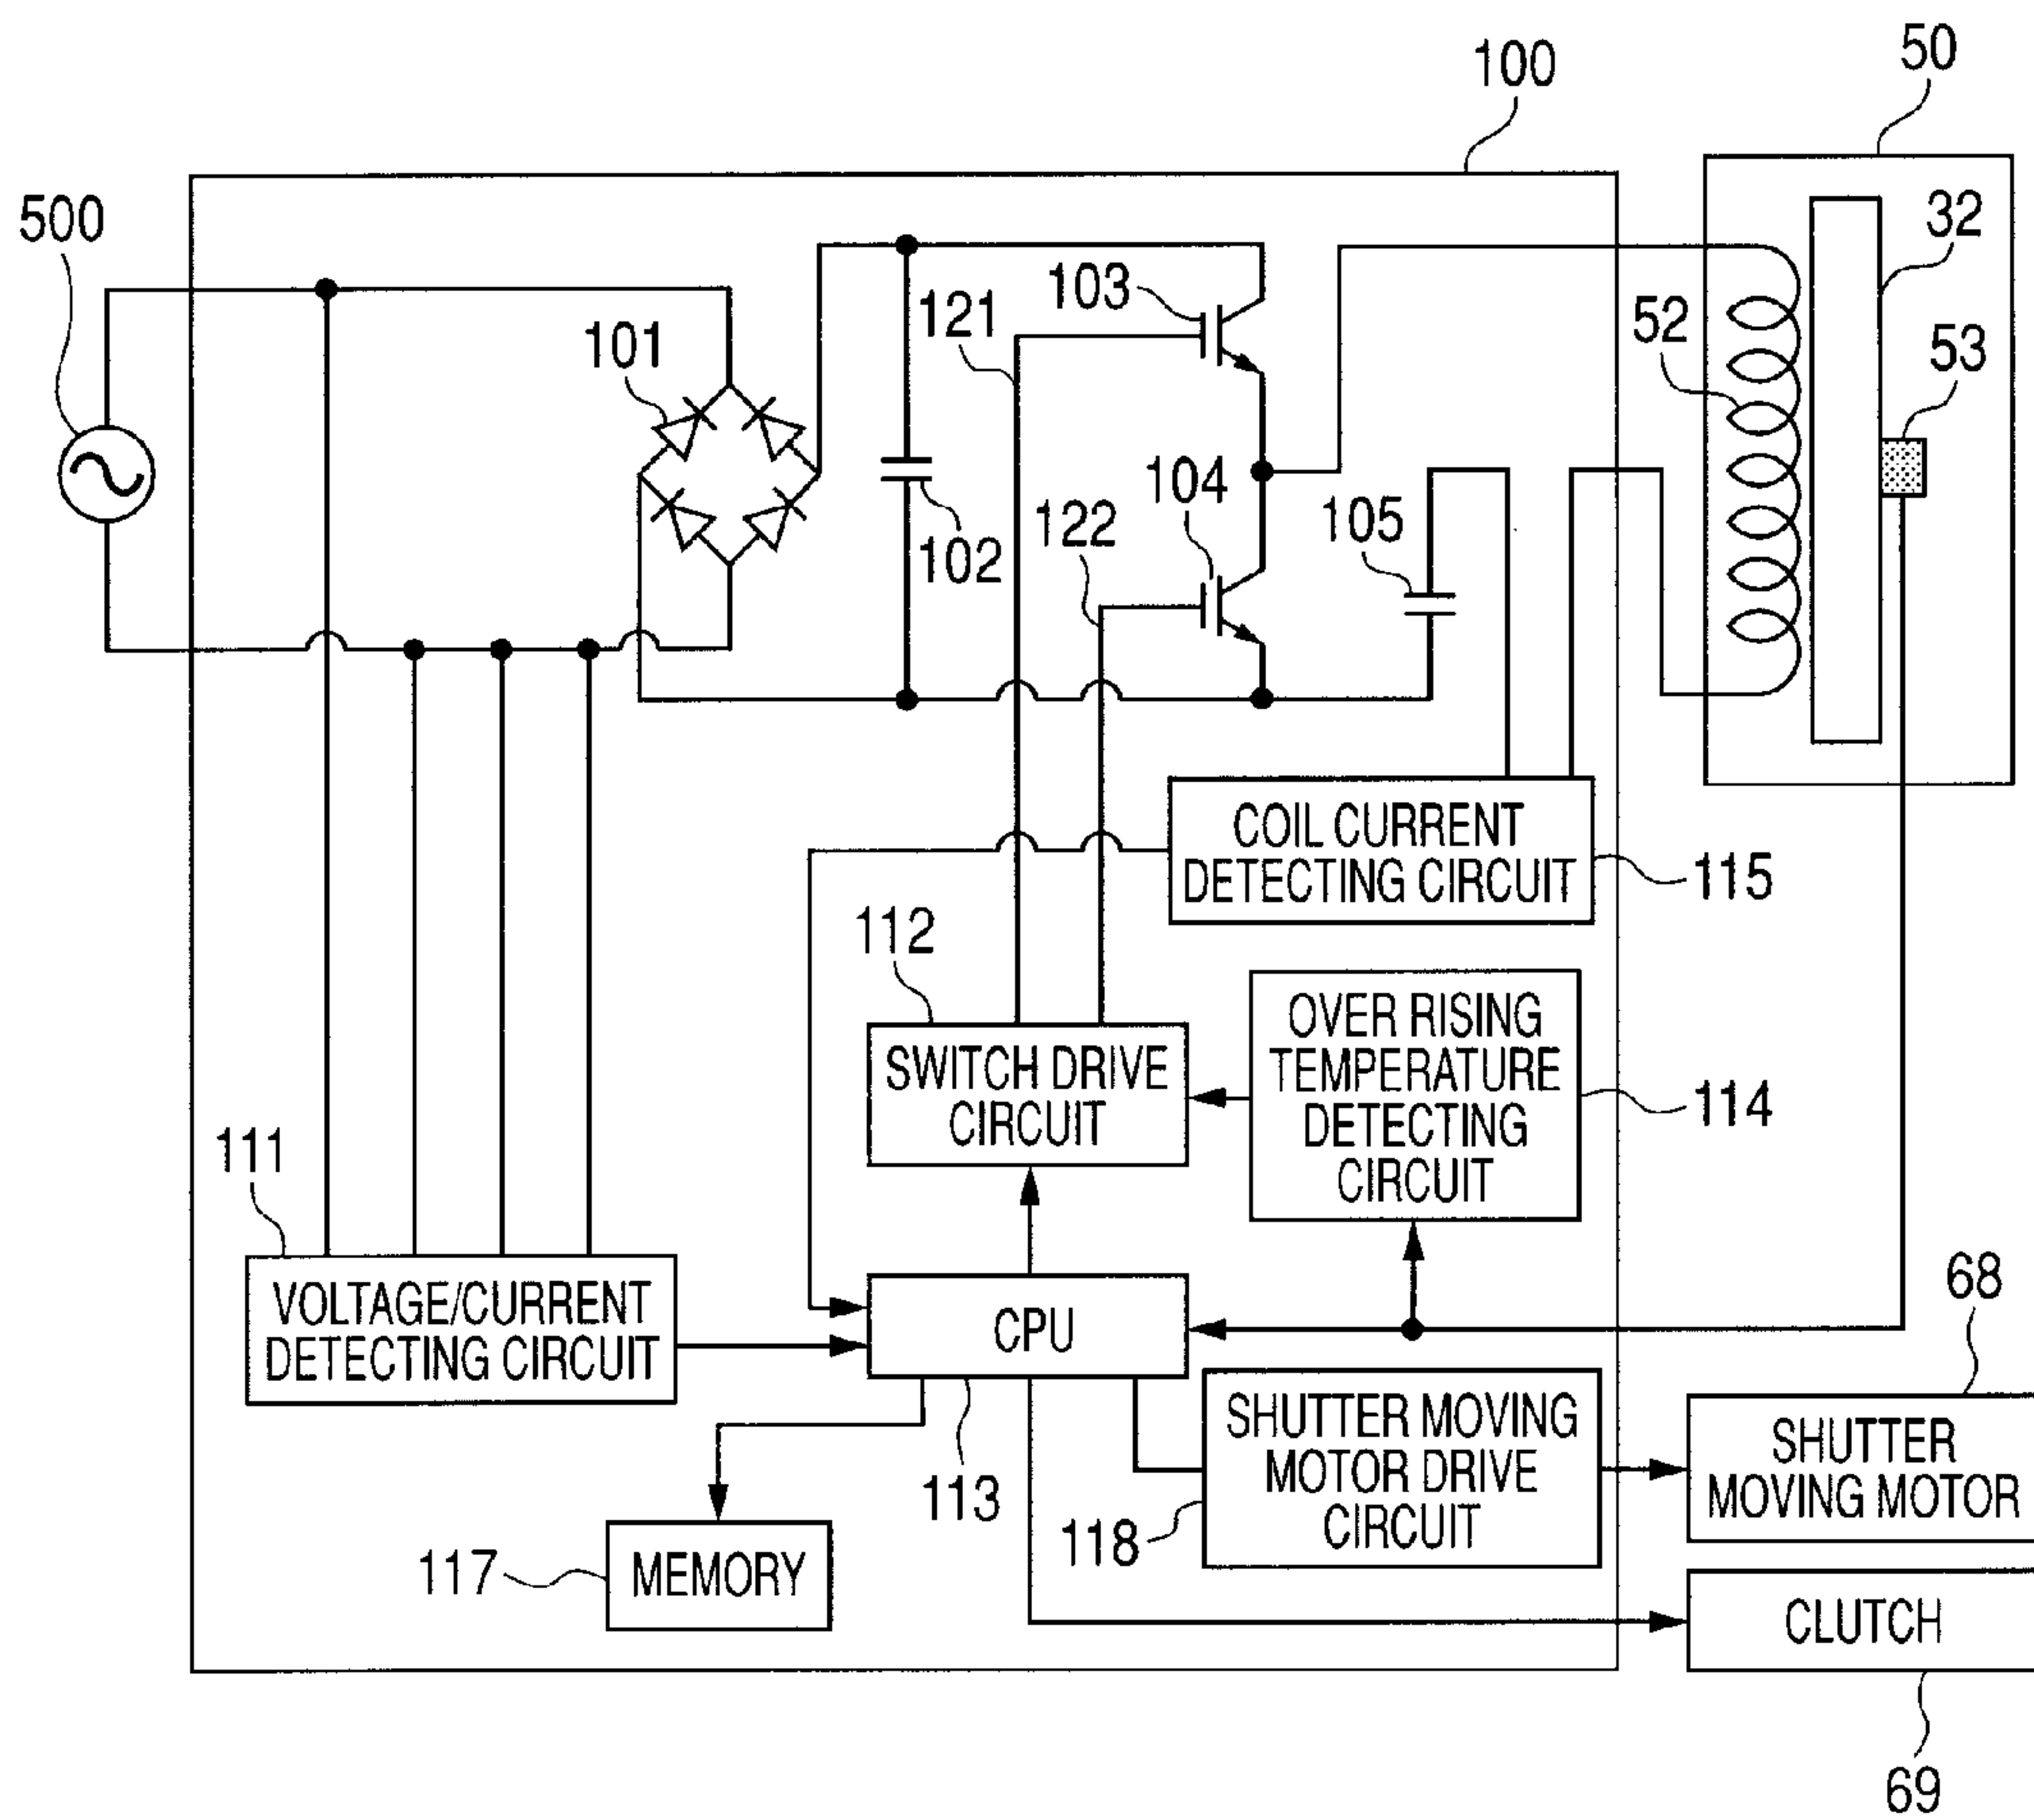 100
50
500
32
103
121
52
101
53
104
122
105
102
COIL CURRENT
DETECTING CIRCUIT
115
112
OVER RISING
TEMPERATURE
DETECTING
CIRCUIT
SWITCH DRIVE
CIRCUIT
114
111
VOLTAGE/CURRENT
DETECTING CIRCUIT
CPU
68
SHUTTER MOVING
MOTOR DRIVE
CIRCUIT
SHUTTER
MOVING MOTOR
113
118
117
MEMORY
CLUTCH
69